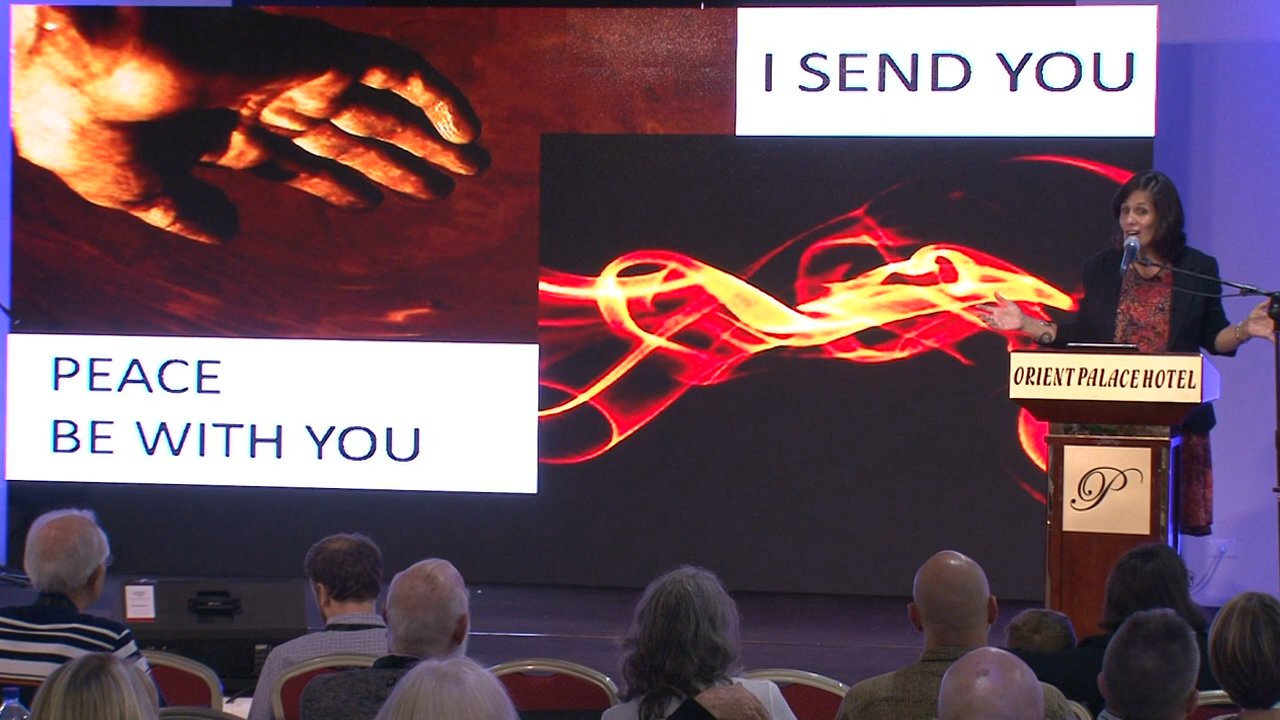 I SEND YOU
PEACE
BE WITH YOU
ORIENT PALACE HOTEL
P